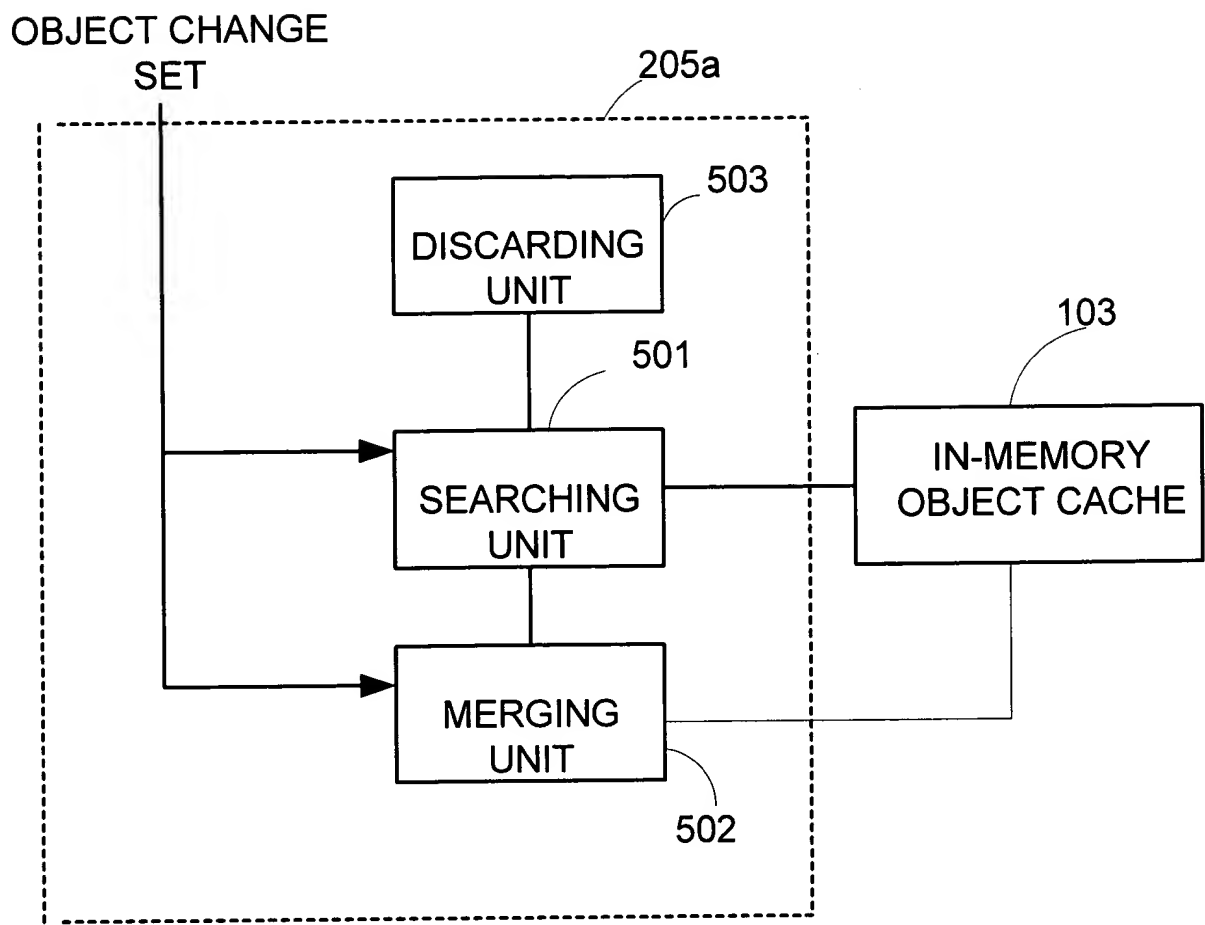 OBJECT CHANGE
SET
205a
503
DISCARDING
UNIT
103
501
IN-MEMORY
OBJECT CACHE
SEARCHING
UNIT
MERGING
UNIT
502